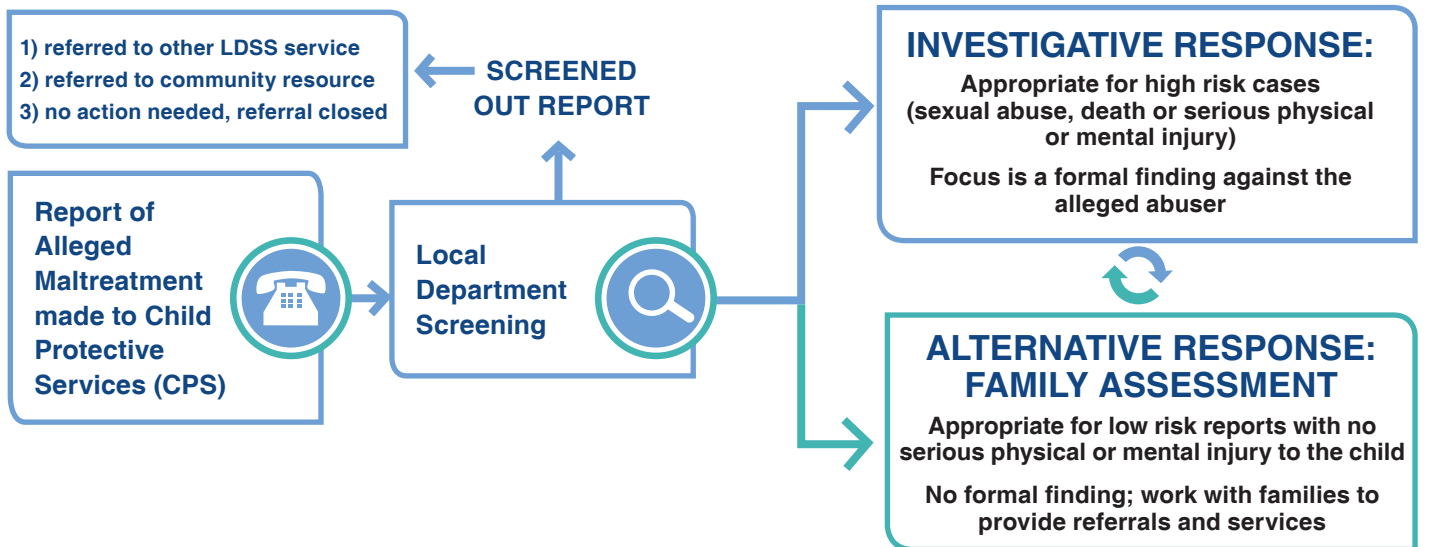 1) referred to other LDSS service
2) referred to community resource
3) no action needed, referral closed
SCREENED
OUT REPORT
Report of
Alleged
Maltreatment
made to Child
Protective
Services (CPS)
Local
Department
Screening
INVESTIGATIVE RESPONSE:
Appropriate for high risk cases
(sexual abuse, death or serious physical
or mental injury)
Focus is a formal finding against the
alleged abuser
ALTERNATIVE RESPONSE:
FAMILY ASSESSMENT
Appropriate for low risk reports with no
serious physical or mental injury to the child
No formal finding; work with families to
provide referrals and services